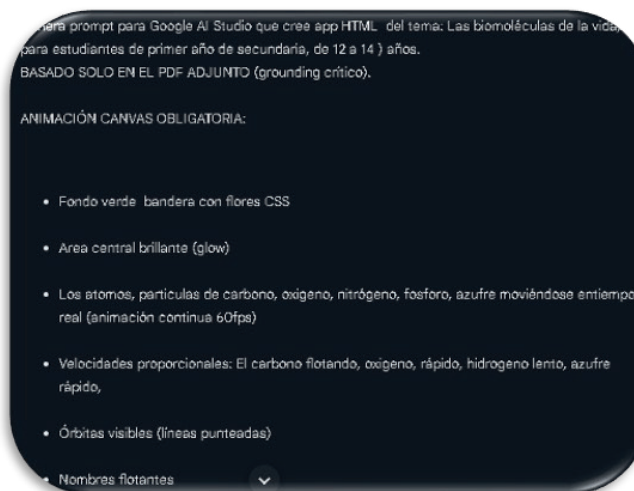 nera prompt para Google AI Studio que cree app HTML del tema: Las biomoléculas de la vida,
para estudiantes de primer año de secundaria, de 12 a 14 } años.
BASADO SOLO EN EL PDF ADJUNTO (grounding crítico).
ANIMACIÓN CANVAS OBLIGATORIA:
• Fondo verde bandera con flores CSS
• Area central brillante (glow)
• Los atomos, particulas de carbono, oxigeno, nitrógeno, fosforo, azufre moviéndose entiempo
real (animación continua 60fps)
• Velocidades proporcionales: El carbono flotando, oxigeno, rápido, hidrogeno lento, azufre
rápido,
• Órbitas visibles (líneas punteadas)
• Nombres flotantes